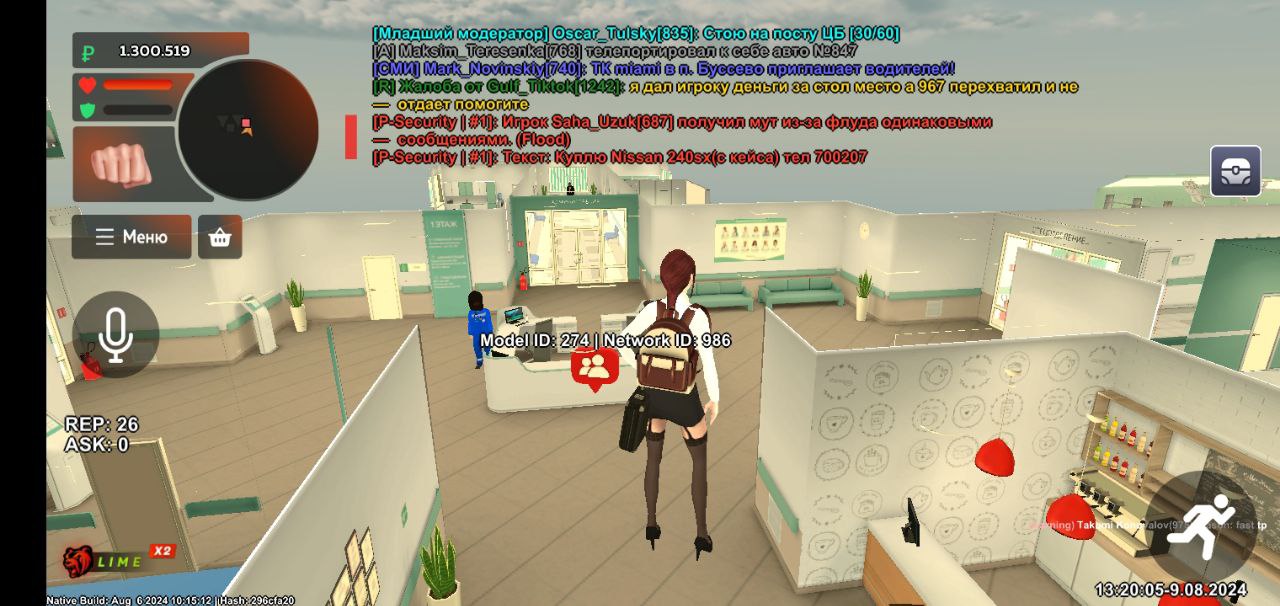 [Младший модератор] Oscar_Tulsky[835]: Стою на посту ЦБ [30/60]
[A] Maksim_Teresenka[768] телепортировал к себе авто №847
[СМИ] Mark_Novinskiy[740]: ТК miami в п. Буссево приглашает водителей!
[R] Жалоба от Gulf_Tiktok[1242]: я дал игроку деньги за стол место а 967 перехватил и не
— отдает помогите
[P-Security | #1]: Игрок Saha_Uzuk[687] получил мут из-за флуда одинаковыми
— сообщениями. (Flood)
[P-Security | #1]: Текст: Куплю Nissan 240sx(с кейса) тел 700207
1.300.519
Меню
1 ЭТАЖ
Model ID: 274 | Network ID: 986
REP: 26
ASK: 0
fast tp
LIME X2
13:20:05-9.08.2024
Native Build: Aug 6 2024 10:15:12 | Hash: 296cfa20